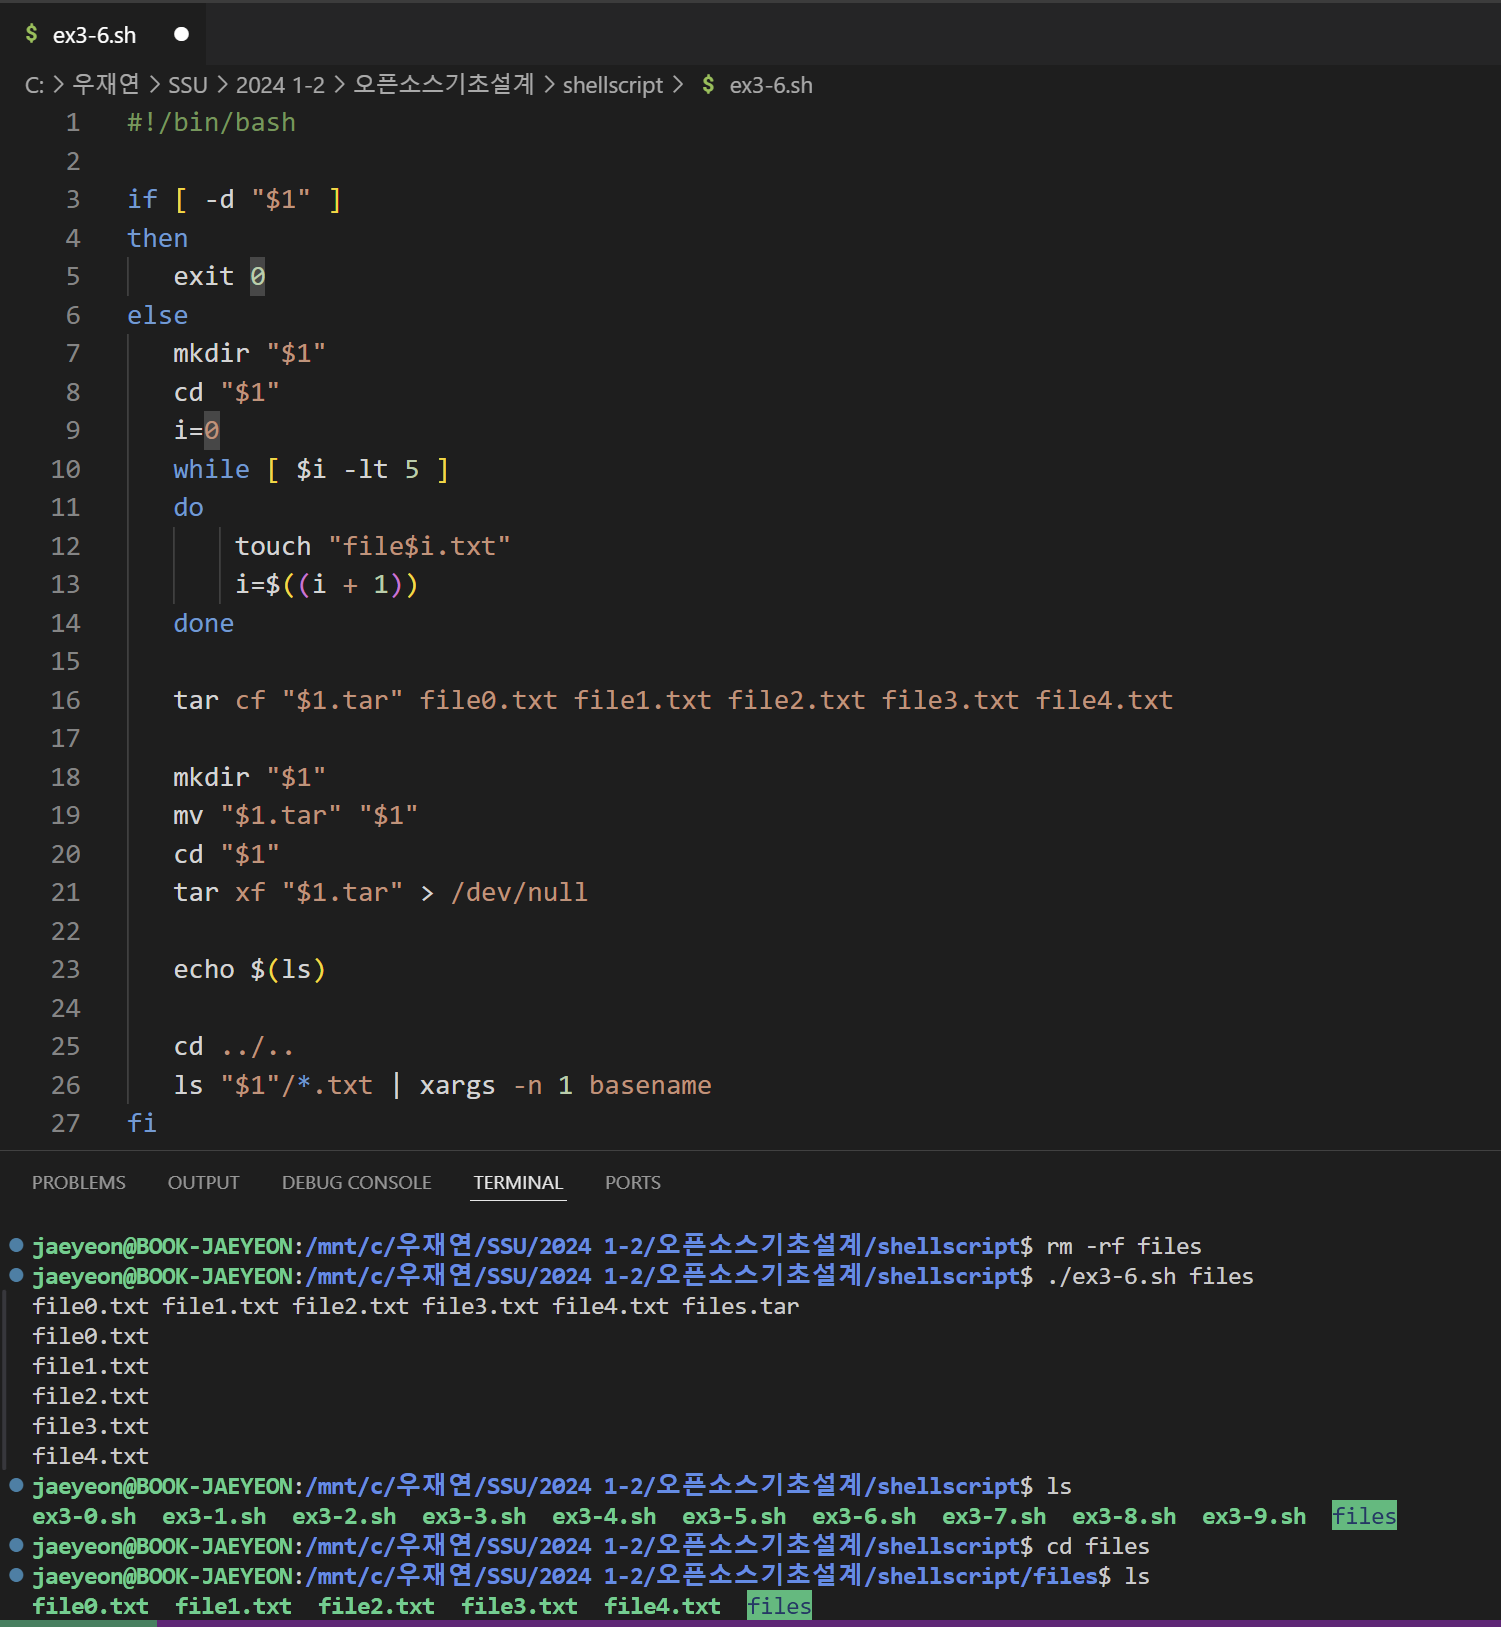 $ ex3-6.sh ●
C: > 우재연 > SSU > 2024 1-2 > 오픈소스기초설계 > shellscript > $ ex3-6.sh
1 #!/bin/bash
2
3 if [ -d "$1" ]
4 then
5 exit 0
6 else
7 mkdir "$1"
8 cd "$1"
9 i=0
10 while [ $i -lt 5 ]
11 do
12 touch "file$i.txt"
13 i=$((i + 1))
14 done
15
16 tar cf "$1.tar" file0.txt file1.txt file2.txt file3.txt file4.txt
17
18 mkdir "$1"
19 mv "$1.tar" "$1"
20 cd "$1"
21 tar xf "$1.tar" > /dev/null
22
23 echo $(ls)
24
25 cd ../..
26 ls "$1"/*.txt | xargs -n 1 basename
27 fi
PROBLEMS OUTPUT DEBUG CONSOLE TERMINAL PORTS
jaeyeon@BOOK-JAEYEON:/mnt/c/우재연/SSU/2024 1-2/오픈소스기초설계/shellscript$ rm -rf files
jaeyeon@BOOK-JAEYEON:/mnt/c/우재연/SSU/2024 1-2/오픈소스기초설계/shellscript$ ./ex3-6.sh files
file0.txt file1.txt file2.txt file3.txt file4.txt files.tar
file0.txt
file1.txt
file2.txt
file3.txt
file4.txt
jaeyeon@BOOK-JAEYEON:/mnt/c/우재연/SSU/2024 1-2/오픈소스기초설계/shellscript$ ls
ex3-0.sh ex3-1.sh ex3-2.sh ex3-3.sh ex3-4.sh ex3-5.sh ex3-6.sh ex3-7.sh ex3-8.sh ex3-9.sh files
jaeyeon@BOOK-JAEYEON:/mnt/c/우재연/SSU/2024 1-2/오픈소스기초설계/shellscript$ cd files
jaeyeon@BOOK-JAEYEON:/mnt/c/우재연/SSU/2024 1-2/오픈소스기초설계/shellscript/files$ ls
file0.txt file1.txt file2.txt file3.txt file4.txt files